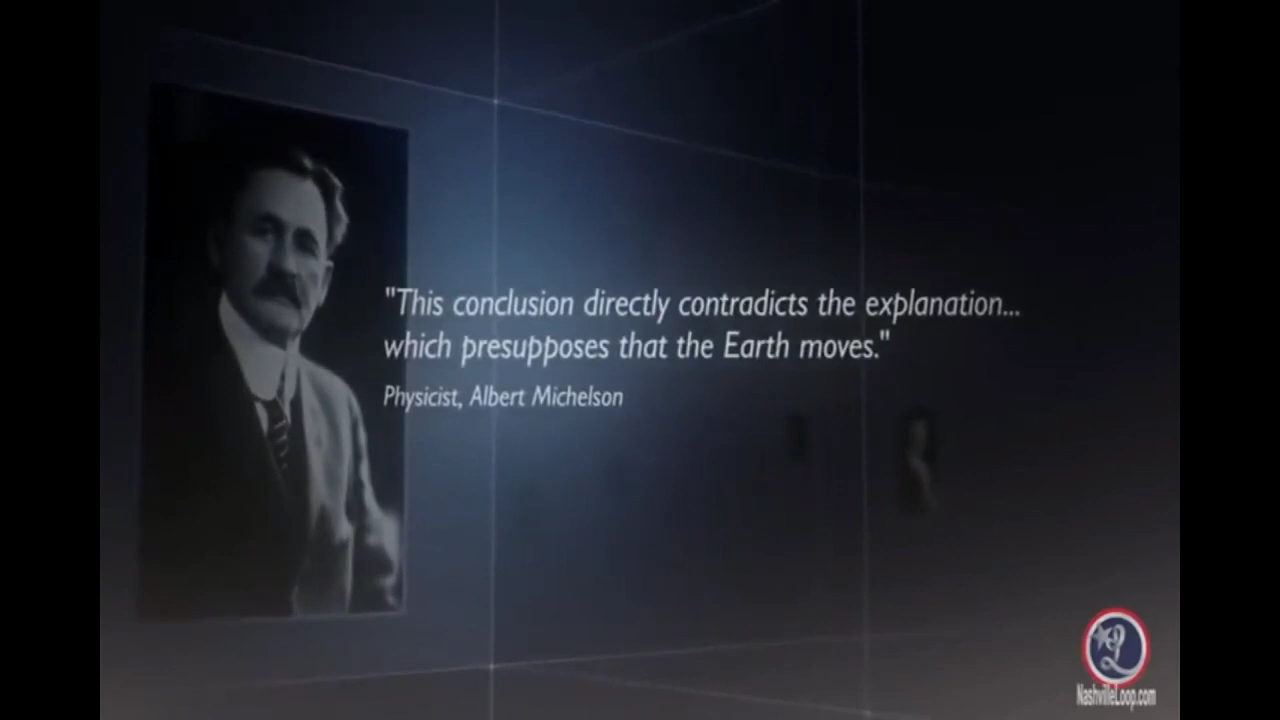 "This conclusion directly contradicts the explanation...
which presupposes that the Earth moves."
Physicist, Albert Michelson
L
NashvilleLoop.com